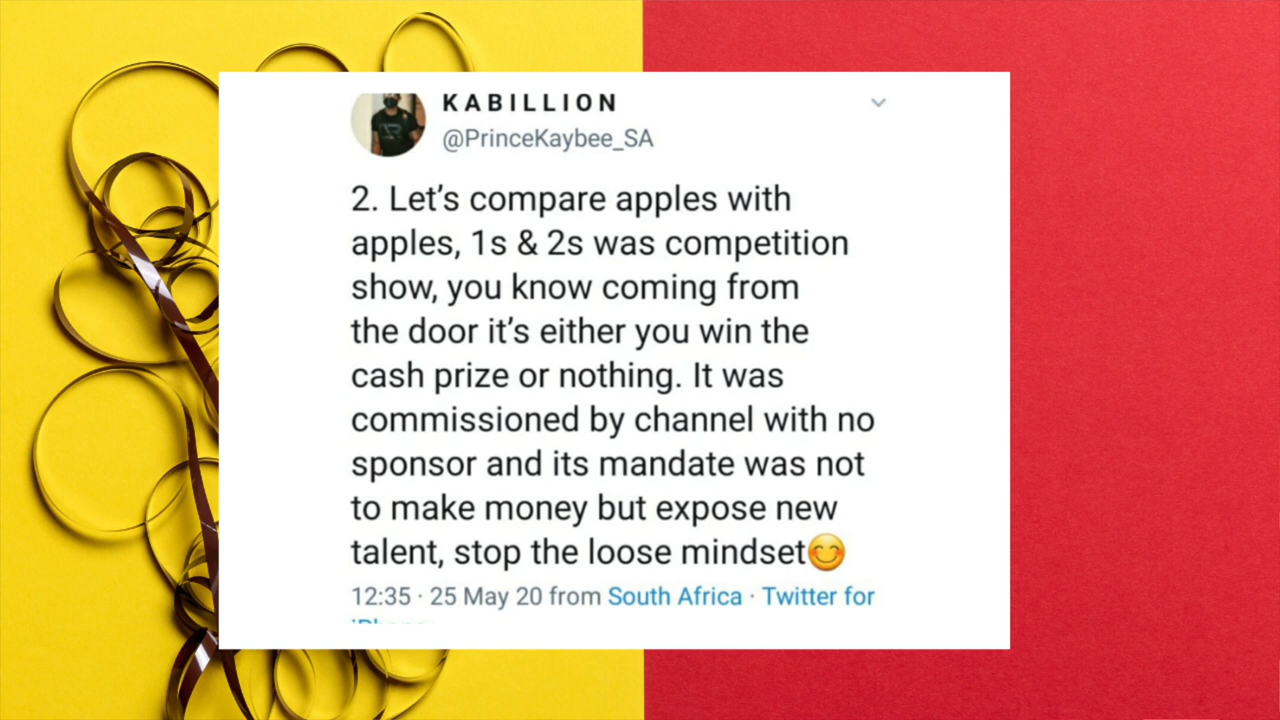 KABILLION
@PrinceKaybee_SA
2. Let’s compare apples with
apples, 1s & 2s was competition
show, you know coming from
the door it’s either you win the
cash prize or nothing. It was
commissioned by channel with no
sponsor and its mandate was not
to make money but expose new
talent, stop the loose mindset😊
12:35 · 25 May 20 from South Africa · Twitter for